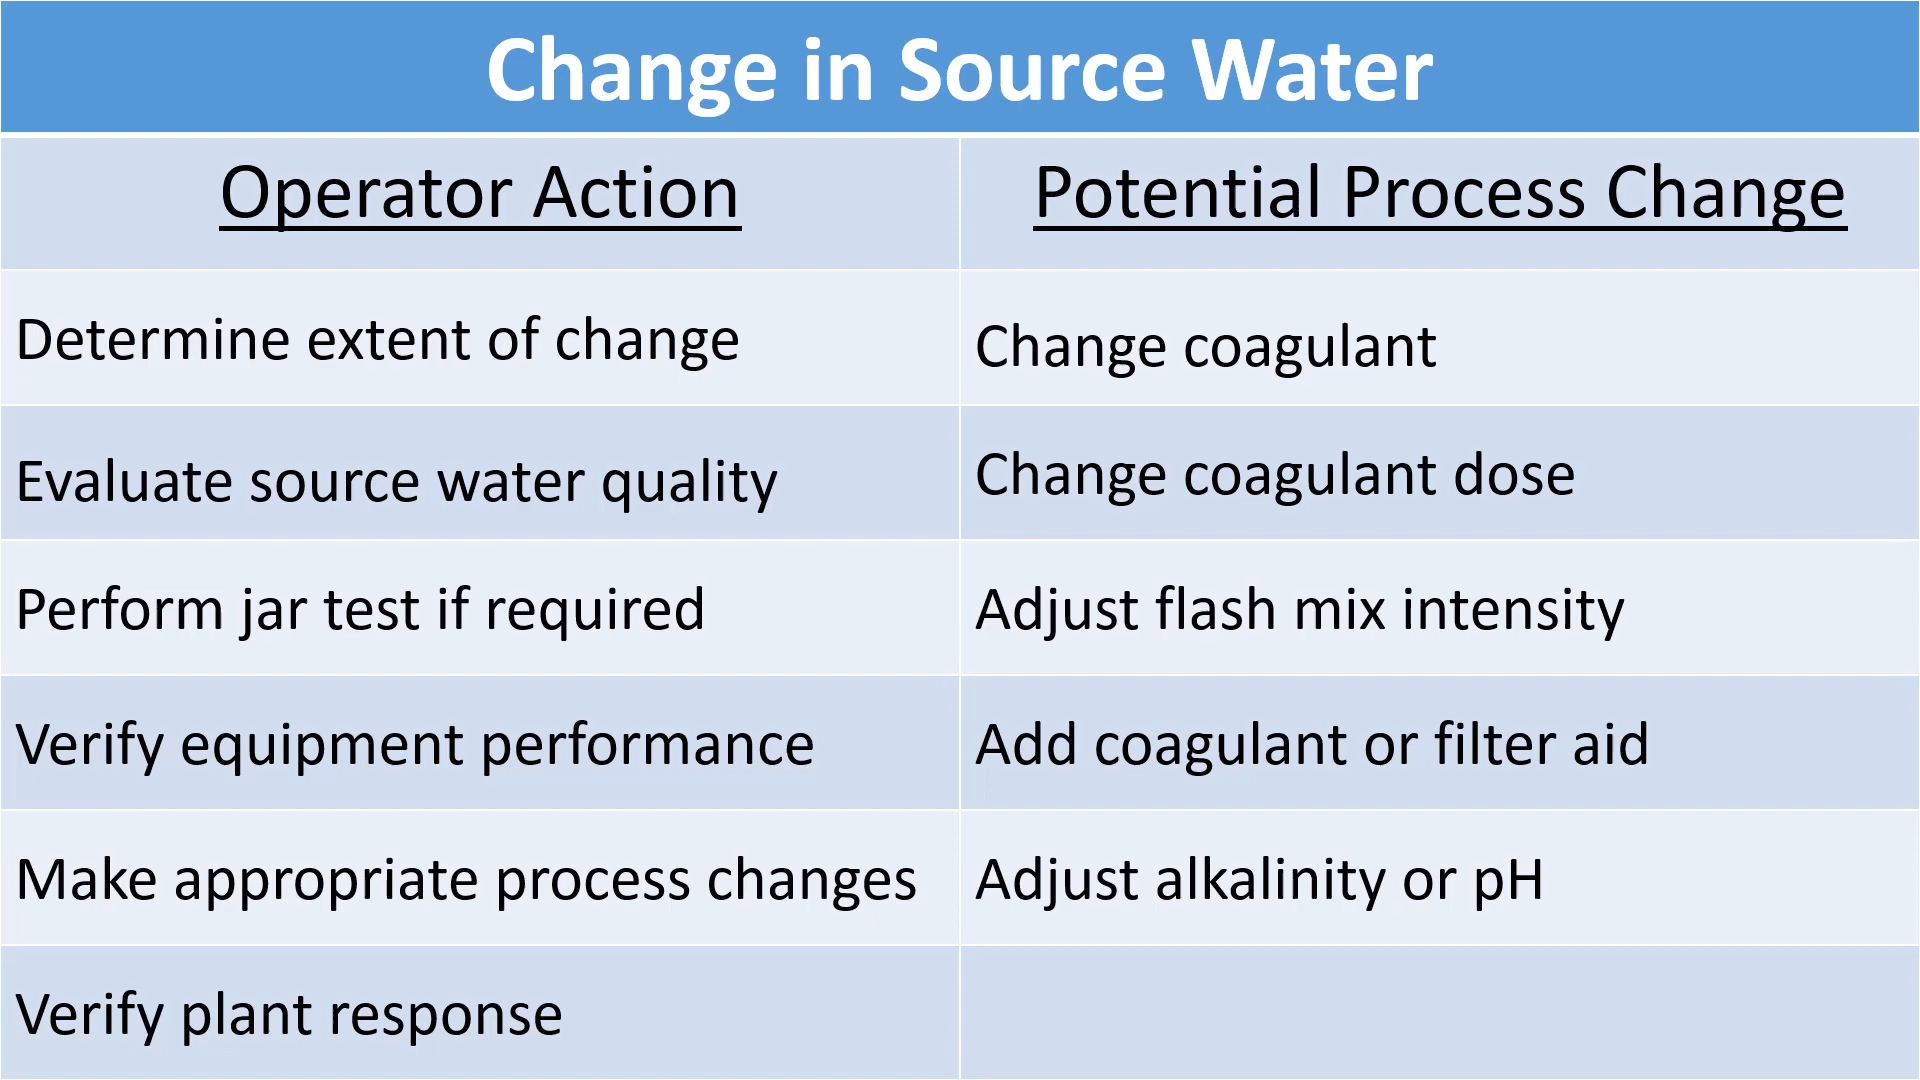 Change in Source Water
Operator Action
Potential Process Change
Determine extent of change
Change coagulant
Evaluate source water quality
Change coagulant dose
Perform jar test if required
Adjust flash mix intensity
Verify equipment performance
Add coagulant or filter aid
Make appropriate process changes
Adjust alkalinity or pH
Verify plant response